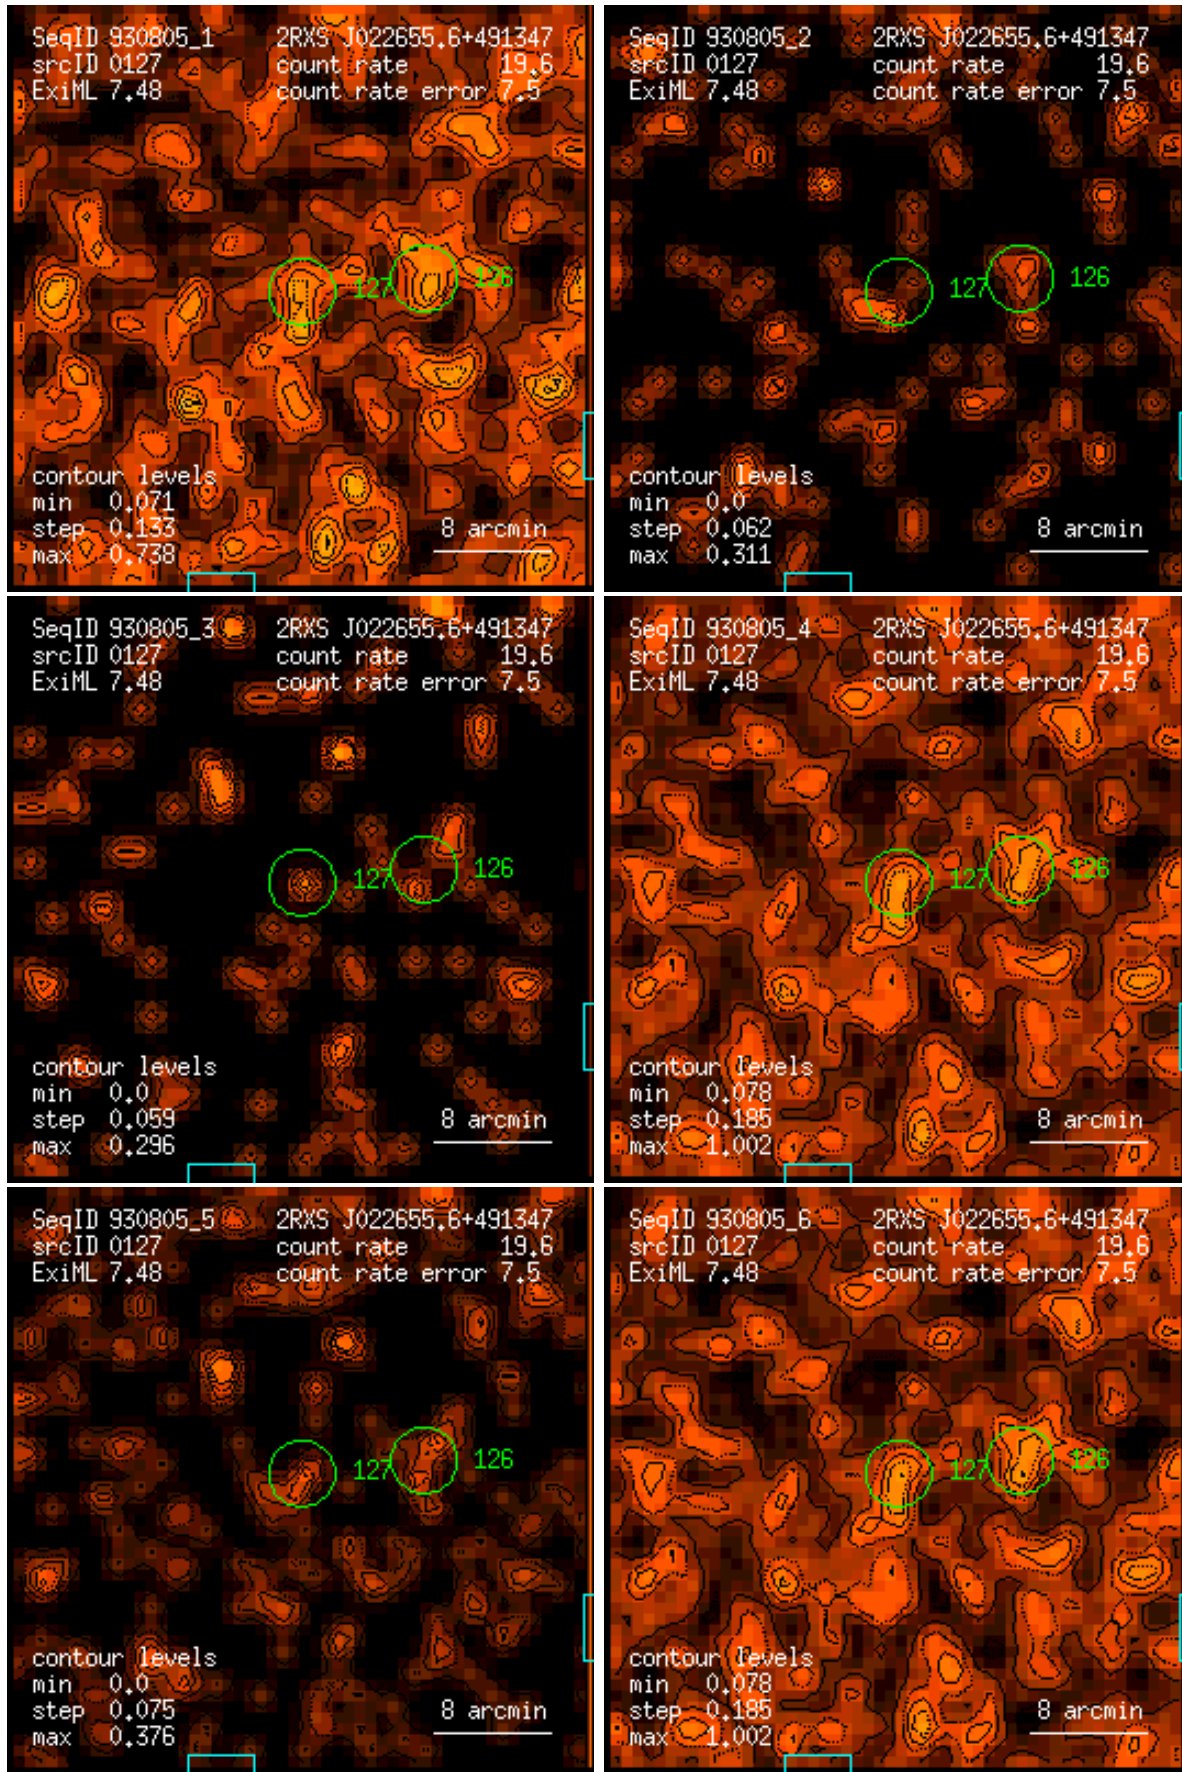 SeqID 930805_1 2RXS J022655.6+491347
srcID 0127 count rate 19.6
ExiML 7.48 count rate error 7.5
127 126
contour levels
min 0.071
step 0.133 8 arcmin
max 0.738
SeqID 930805_2 2RXS J022655.6+491347
srcID 0127 count rate 19.6
ExiML 7.48 count rate error 7.5
127 126
contour levels
min 0.0
step 0.062 8 arcmin
max 0.311
SeqID 930805_3 2RXS J022655.6+491347
srcID 0127 count rate 19.6
ExiML 7.48 count rate error 7.5
127 126
contour levels
min 0.0
step 0.059 8 arcmin
max 0.296
SeqID 930805_4 2RXS J022655.6+491347
srcID 0127 count rate 19.6
ExiML 7.48 count rate error 7.5
127 126
contour levels
min 0.078
step 0.185 8 arcmin
max 1.002
SeqID 930805_5 2RXS J022655.6+491347
srcID 0127 count rate 19.6
ExiML 7.48 count rate error 7.5
127 126
contour levels
min 0.0
step 0.075 8 arcmin
max 0.376
SeqID 930805_6 2RXS J022655.6+491347
srcID 0127 count rate 19.6
ExiML 7.48 count rate error 7.5
127 126
contour levels
min 0.078
step 0.185 8 arcmin
max 1.002